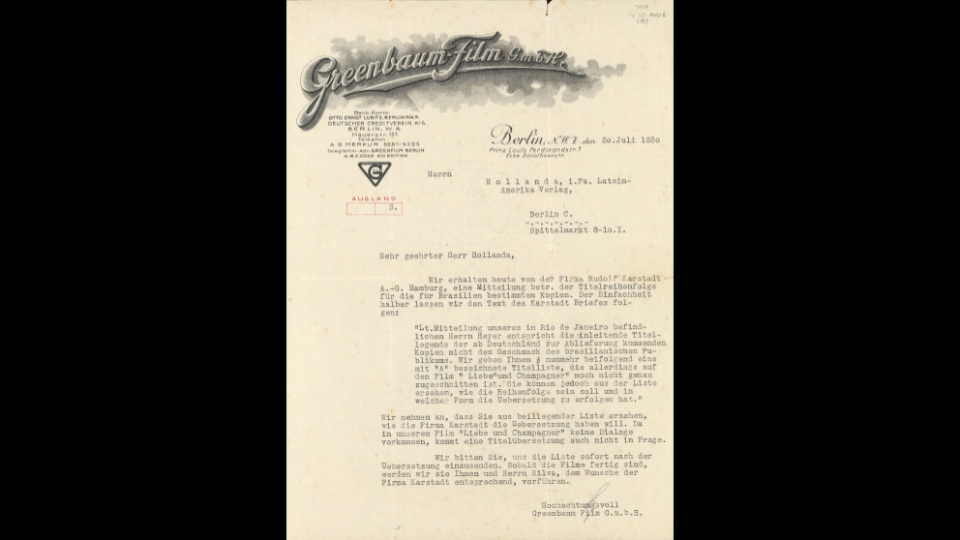 Greenbaum-Film G.m.b.H.
Bank-Konto:
DEUTSCHER CREDITVEREIN A/G.
BERLIN, W. 8.
Mauerstr.
Telephon:
A 6 MERKUR 8281-8285
Telegramm-Adr: GREENFILM BERLIN
Berlin, N.W.7. den 30.Juli 1930
Prinz Louis Ferdinandstr. 1
Ecke Dorotheenstr.
G
AUSLAND
S.
Herrn
H o l l a n d a, i.Fa. Latein-
Amerika Verlag,
Berlin C.
Spittelmarkt 8-10.I.
Sehr geehrter Herr Hollanda,
Wir erhalten heute von der Firma Rudolf Karstadt
A.-G. Hamburg, eine Mitteilung betr. der Titelreihenfolge
für die für Brasilien bestimmten Kopien. Der Einfachheit
halber lassen wir den Text des Karstadt Briefes fol-
gen:
"Lt.Mitteilung unseres in Rio de Janeiro befind-
lichen Herrn Heyer entspricht die einleitende Titel-
legende der ab Deutschland zur Ablieferung kommenden
Kopien nicht dem Geschmack des brasilianischen Pu-
blikums. Wir geben Ihnen nunmehr beifolgend eine
mit "A" bezeichnete Titelliste, die allerdings auf
den Film " Liebe"und Champagner" noch nicht genau
zugeschnitten ist. Sie können jedoch aus der Liste
ersehen, wie die Reihenfolge sein soll und in
welcher Form die Uebersetzung zu erfolgen hat."
Wir nehmen an, dass Sie aus beiliegender Liste ersehen,
wie die Firma Karstadt die Uebersetzung haben will. Da
in unserem Film "Liebe und Champagner" keine Dialoge
vorkommen, kommt eine Titelübersetzung auch nicht in Frage.
Wir bitten Sie, uns die Liste sofort nach der
Uebersetzung einzusenden. Sobald die Filme fertig sind,
werden wir sie Ihnen und Herrn Silva, dem Wunsche der
Firma Karstadt entsprechend, vorführen.
Hochachtungsvoll
Greenbaum Film G.m.b.H.